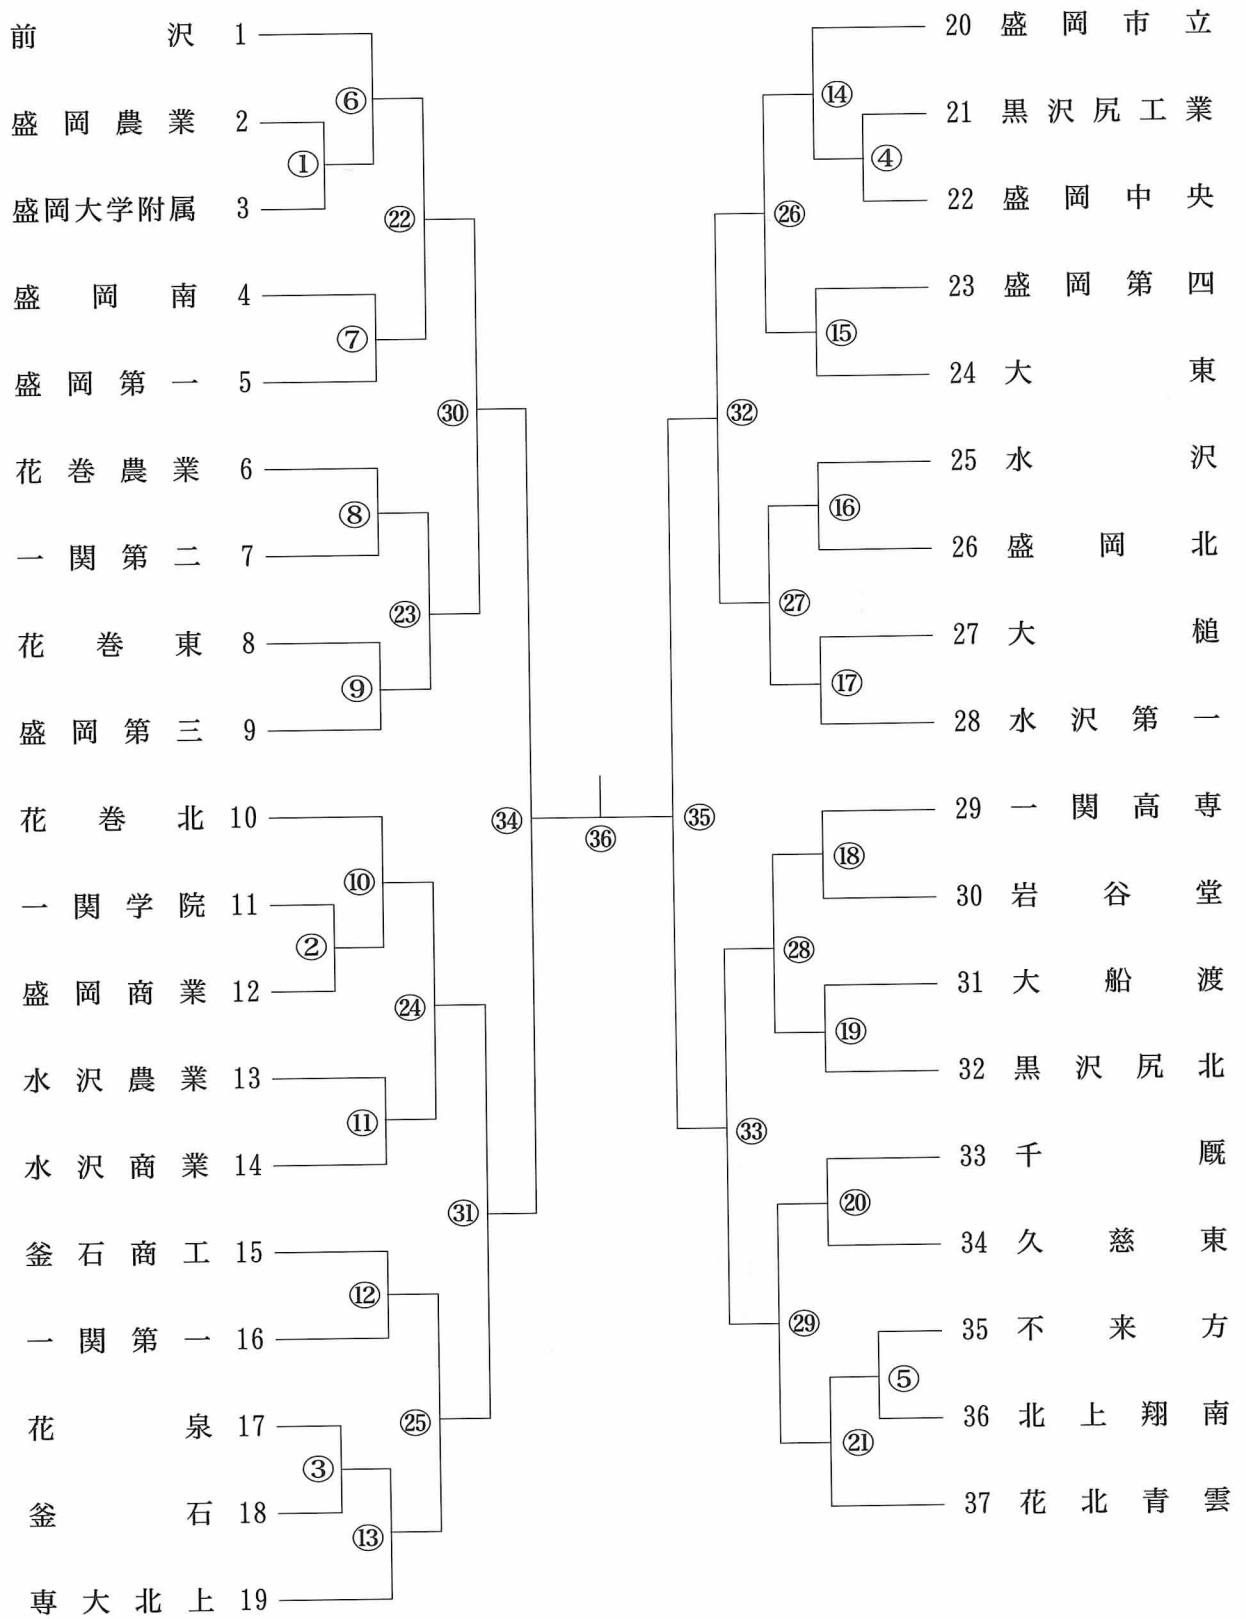 前沢 1
盛岡農業 2
盛岡大学附属 3
盛岡南 4
盛岡第一 5
花巻農業 6
一関第二 7
花巻東 8
盛岡第三 9
花巻北 10
一関学院 11
盛岡商業 12
水沢農業 13
水沢商業 14
釜石商工 15
一関第一 16
花泉 17
釜石 18
専大北上 19
⑥
①
㉒
⑦
㉚
⑧
㉓
⑨
㉞
⑩
②
㉔
⑪
㉛
⑫
㉕
③
⑬
㊱
20 盛岡市立
21 黒沢尻工業
22 盛岡中央
23 盛岡第四
24 大東
25 水沢
26 盛岡北
27 大槌
28 水沢第一
29 一関高専
30 岩谷堂
31 大船渡
32 黒沢尻北
33 千厩
34 久慈東
35 不来方
36 北上翔南
37 花北青雲
⑭
④
㉖
⑮
㉜
⑯
㉗
⑰
㉟
⑱
㉘
⑲
㉝
⑳
㉙
⑤
㉑